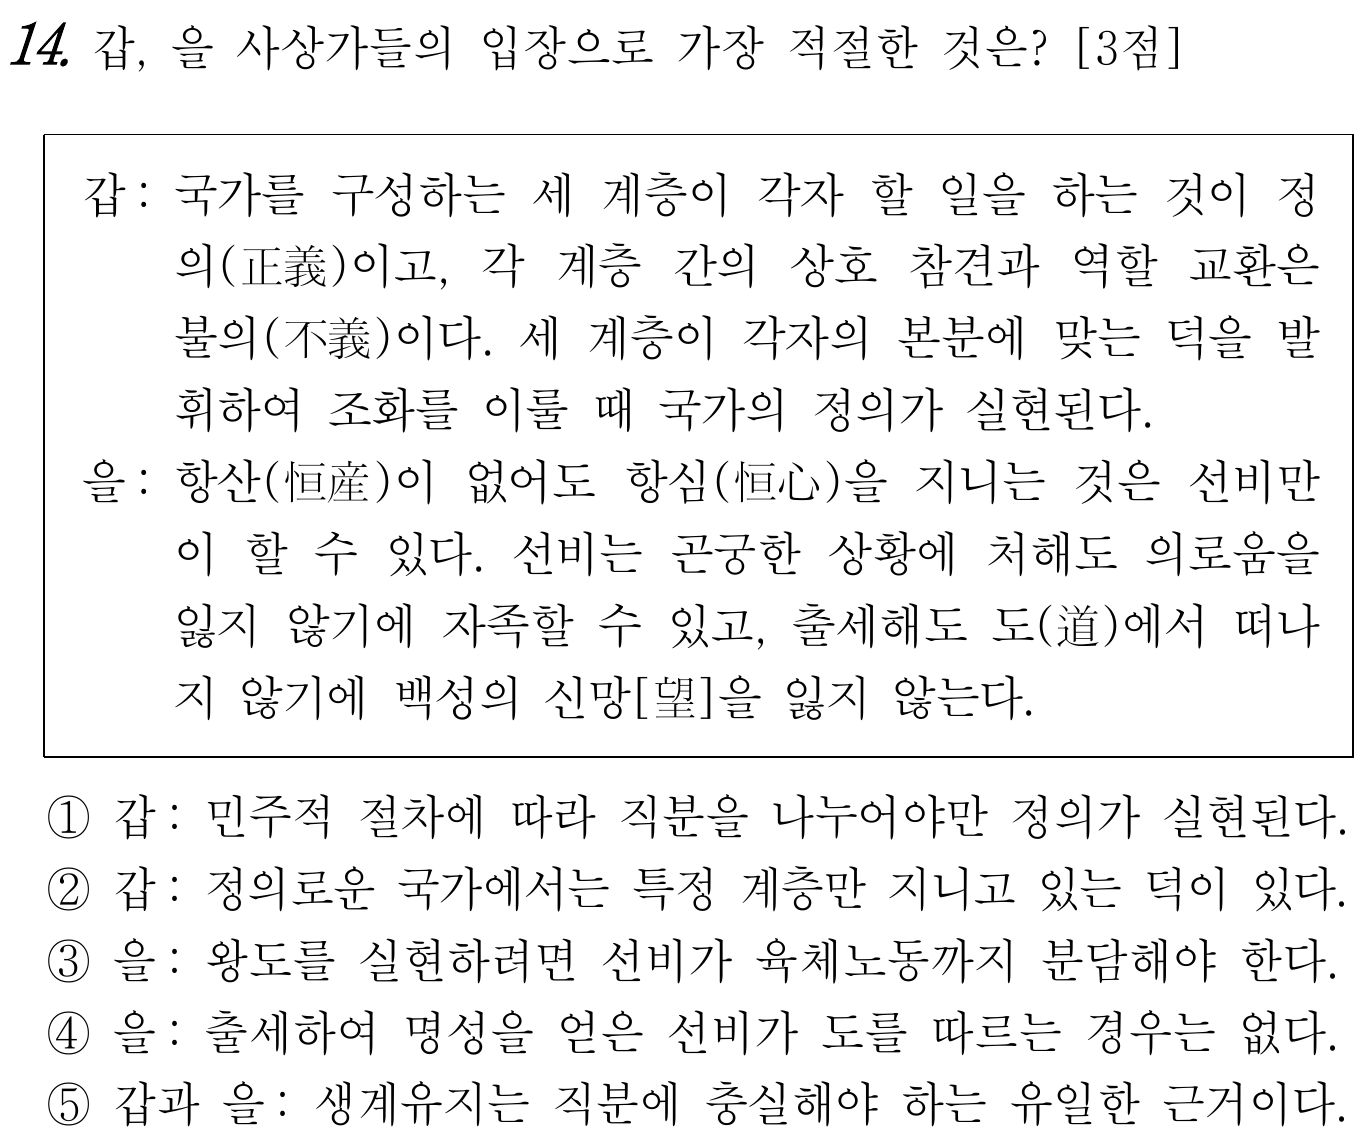 14. 갑, 을 사상가들의 입장으로 가장 적절한 것은? [3점]
갑: 국가를 구성하는 세 계층이 각자 할 일을 하는 것이 정
의(正義)이고, 각 계층 간의 상호 참견과 역할 교환은
불의(不義)이다. 세 계층이 각자의 본분에 맞는 덕을 발
휘하여 조화를 이룰 때 국가의 정의가 실현된다.
을: 항산(恒産)이 없어도 항심(恒心)을 지니는 것은 선비만
이 할 수 있다. 선비는 곤궁한 상황에 처해도 의로움을
잃지 않기에 자족할 수 있고, 출세해도 도(道)에서 떠나
지 않기에 백성의 신망[望]을 잃지 않는다.
① 갑: 민주적 절차에 따라 직분을 나누어야만 정의가 실현된다.
② 갑: 정의로운 국가에서는 특정 계층만 지니고 있는 덕이 있다.
③ 을: 왕도를 실현하려면 선비가 육체노동까지 분담해야 한다.
④ 을: 출세하여 명성을 얻은 선비가 도를 따르는 경우는 없다.
⑤ 갑과 을: 생계유지는 직분에 충실해야 하는 유일한 근거이다.